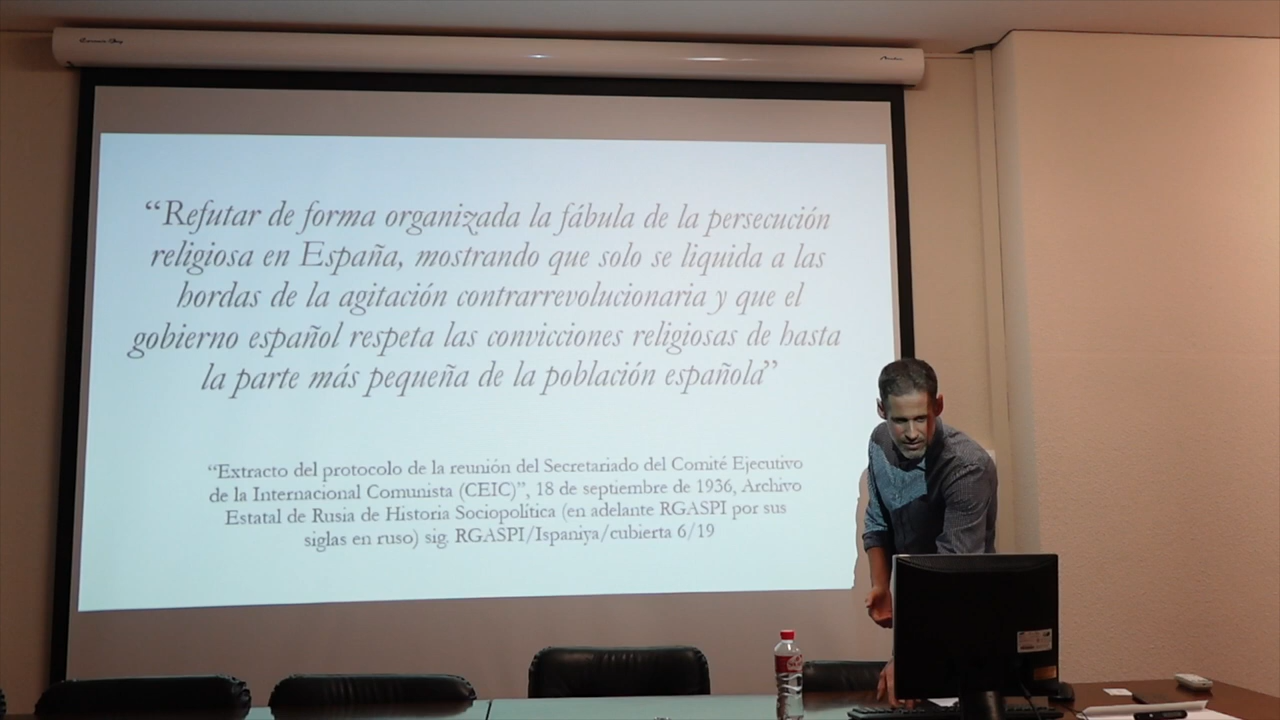 “Refutar de forma organizada la fábula de la persecución
religiosa en España, mostrando que solo se liquida a las
hordas de la agitación contrarrevolucionaria y que el
gobierno español respeta las convicciones religiosas de hasta
la parte más pequeña de la población española”
“Extracto del protocolo de la reunión del Secretariado del Comité Ejecutivo
de la Internacional Comunista (CEIC)”, 18 de septiembre de 1936, Archivo
Estatal de Rusia de Historia Sociopolítica (en adelante RGASPI por sus
siglas en ruso) sig. RGASPI/Ispaniya/cubierta 6/19